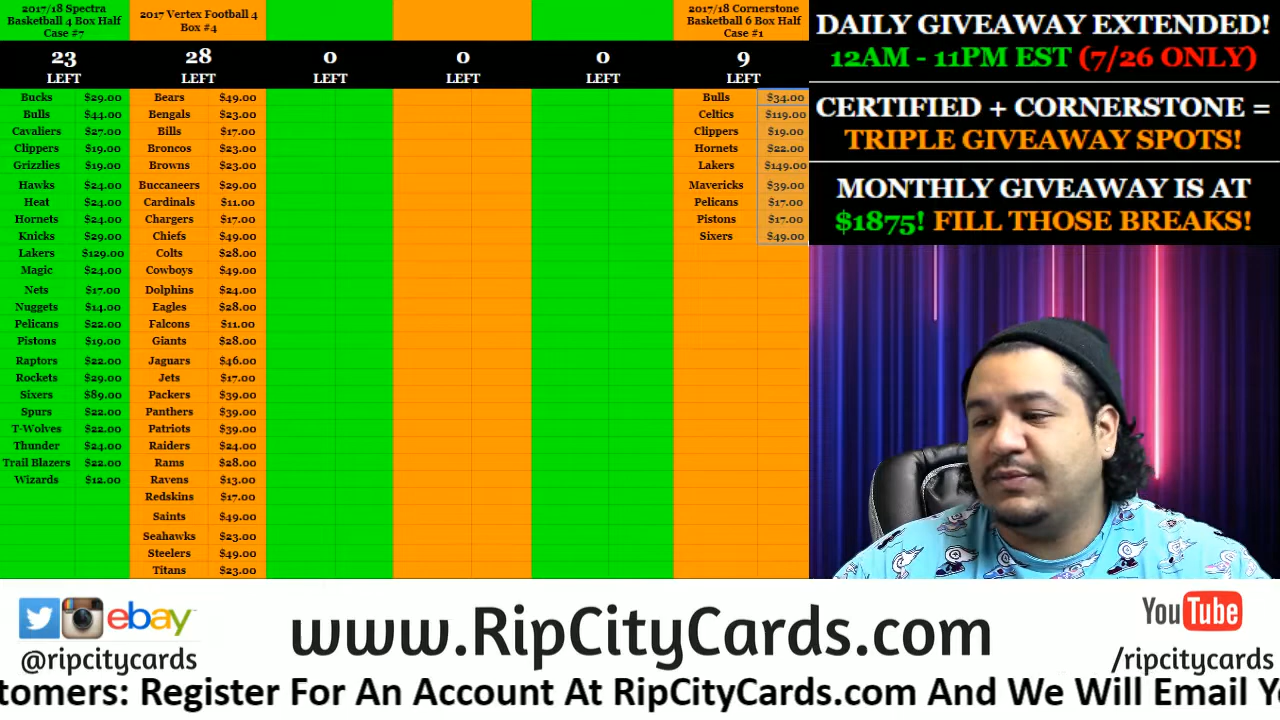 2017/18 Spectra
Basketball 4 Box Half
Case #7
23
LEFT
Bucks $29.00
Bulls $44.00
Cavaliers $27.00
Clippers $19.00
Grizzlies $19.00
Hawks $24.00
Heat $24.00
Hornets $24.00
Knicks $29.00
Lakers $129.00
Magic $24.00
Nets $17.00
Nuggets $14.00
Pelicans $22.00
Pistons $19.00
Raptors $22.00
Rockets $29.00
Sixers $89.00
Spurs $22.00
T-Wolves $22.00
Thunder $24.00
Trail Blazers $22.00
Wizards $12.00
2017 Vertex Football 4
Box #4
28
LEFT
Bears $49.00
Bengals $23.00
Bills $17.00
Broncos $23.00
Browns $23.00
Buccaneers $29.00
Cardinals $11.00
Chargers $17.00
Chiefs $49.00
Colts $28.00
Cowboys $49.00
Dolphins $24.00
Eagles $28.00
Falcons $11.00
Giants $28.00
Jaguars $46.00
Jets $17.00
Packers $39.00
Panthers $39.00
Patriots $39.00
Raiders $24.00
Rams $28.00
Ravens $13.00
Redskins $17.00
Saints $49.00
Seahawks $23.00
Steelers $49.00
Titans $23.00
0
LEFT
0
LEFT
0
LEFT
2017/18 Cornerstone
Basketball 6 Box Half
Case #1
9
LEFT
Bulls $34.00
Celtics $119.00
Clippers $19.00
Hornets $22.00
Lakers $149.00
Mavericks $39.00
Pelicans $17.00
Pistons $17.00
Sixers $49.00
DAILY GIVEAWAY EXTENDED!
12AM - 11PM EST (7/26 ONLY)
CERTIFIED + CORNERSTONE =
TRIPLE GIVEAWAY SPOTS!
MONTHLY GIVEAWAY IS AT
$1875! FILL THOSE BREAKS!
ebay
@ripcitycards
www.RipCityCards.com
YouTube
/ripcitycards
tomers: Register For An Account At RipCityCards.com And We Will Email Yo